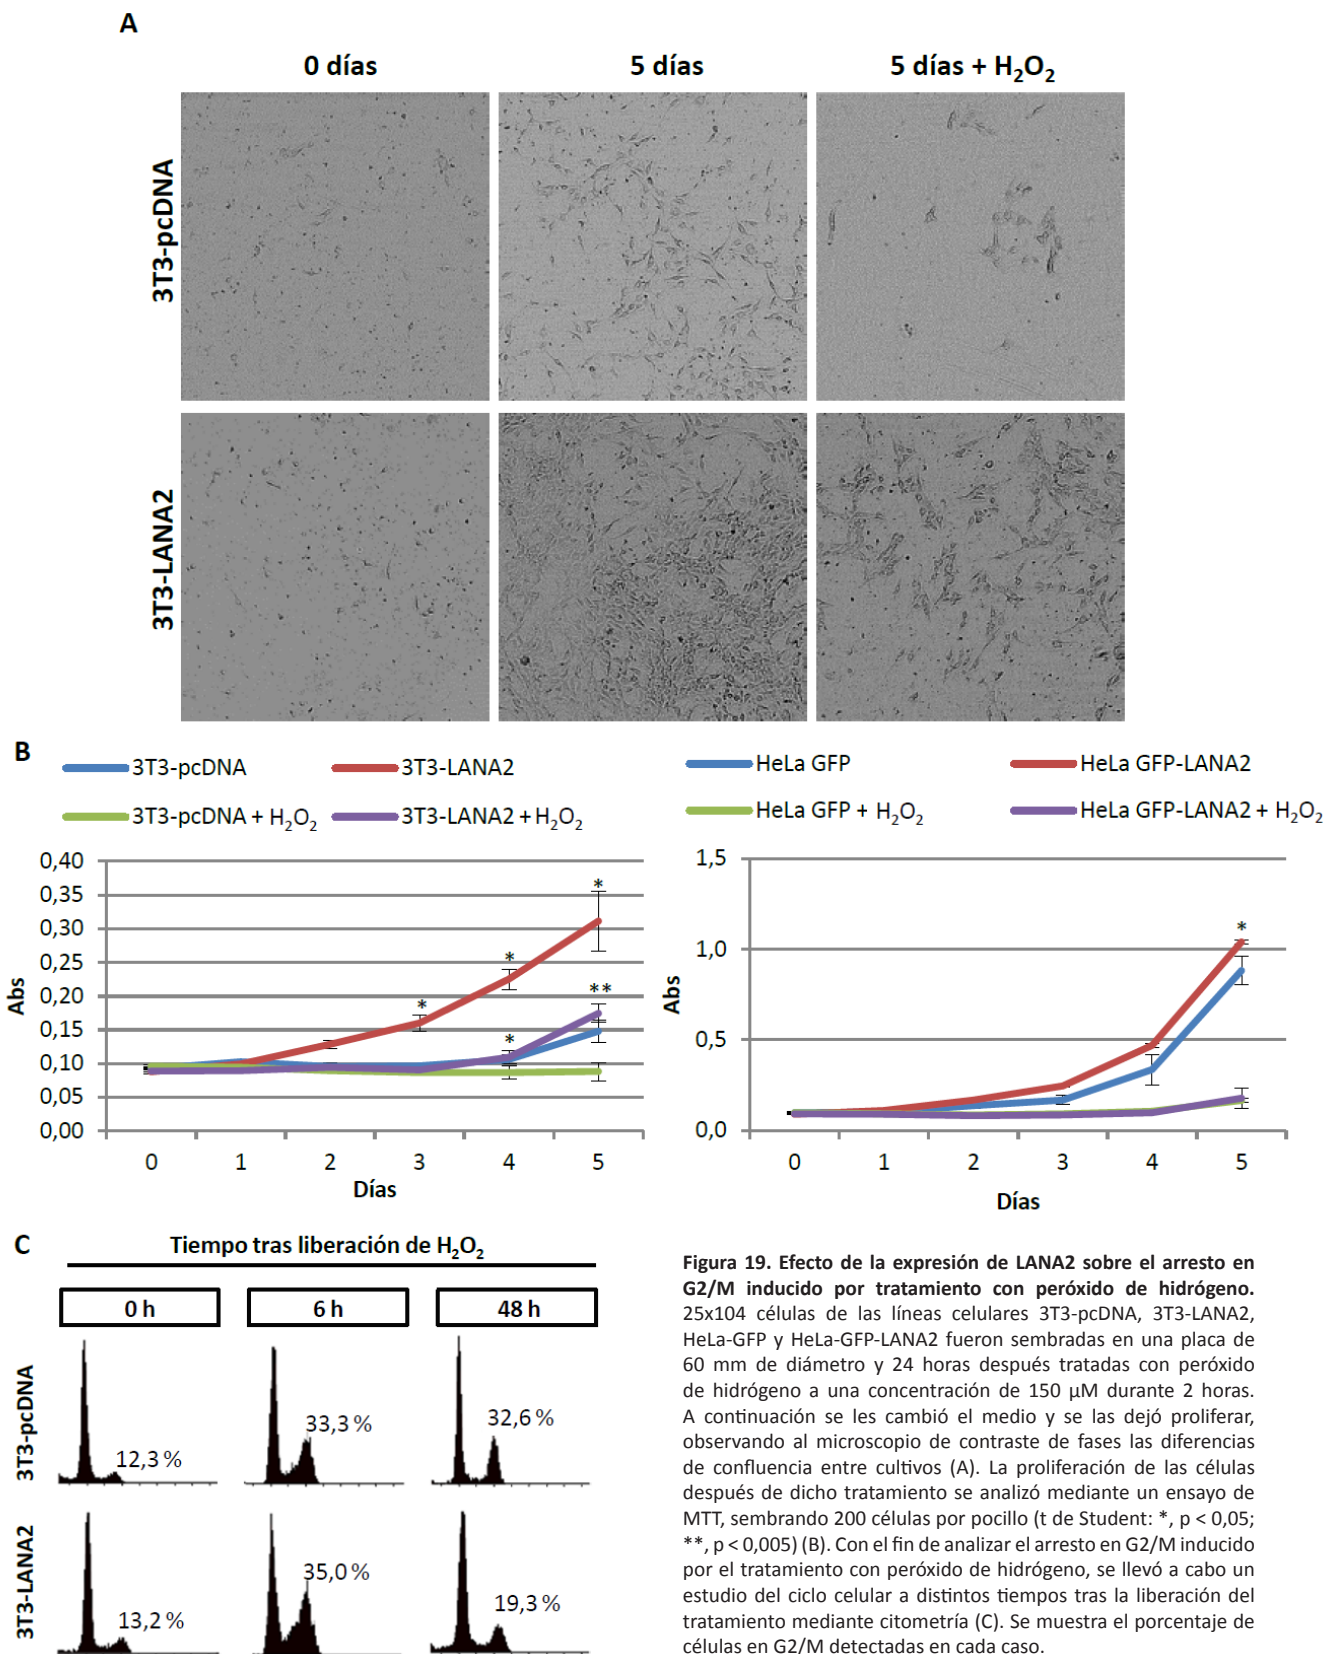 A
0 días
5 días
5 días + H₂O₂
3T3-pcDNA
3T3-LANA2
B
3T3-pcDNA
3T3-LANA2
3T3-pcDNA + H₂O₂
3T3-LANA2 + H₂O₂
0,40
0,35
0,30
0,25
0,20
0,15
0,10
0,05
0,00
Abs
*
*
*
**
*
0
1
2
3
4
5
Días
HeLa GFP
HeLa GFP-LANA2
HeLa GFP + H₂O₂
HeLa GFP-LANA2 + H₂O₂
1,5
1,0
0,5
0,0
Abs
*
0
1
2
3
4
5
Días
C
Tiempo tras liberación de H₂O₂
0 h
6 h
48 h
3T3-pcDNA
12,3 %
33,3 %
32,6 %
3T3-LANA2
13,2 %
35,0 %
19,3 %
Figura 19. Efecto de la expresión de LANA2 sobre el arresto en
G2/M inducido por tratamiento con peróxido de hidrógeno.
25x104 células de las líneas celulares 3T3-pcDNA, 3T3-LANA2,
HeLa-GFP y HeLa-GFP-LANA2 fueron sembradas en una placa de
60 mm de diámetro y 24 horas después tratadas con peróxido
de hidrógeno a una concentración de 150 µM durante 2 horas.
A continuación se les cambió el medio y se las dejó proliferar,
observando al microscopio de contraste de fases las diferencias
de confluencia entre cultivos (A). La proliferación de las células
después de dicho tratamiento se analizó mediante un ensayo de
MTT, sembrando 200 células por pocillo (t de Student: *, p < 0,05;
**, p < 0,005) (B). Con el fin de analizar el arresto en G2/M inducido
por el tratamiento con peróxido de hidrógeno, se llevó a cabo un
estudio del ciclo celular a distintos tiempos tras la liberación del
tratamiento mediante citometría (C). Se muestra el porcentaje de
células en G2/M detectadas en cada caso.